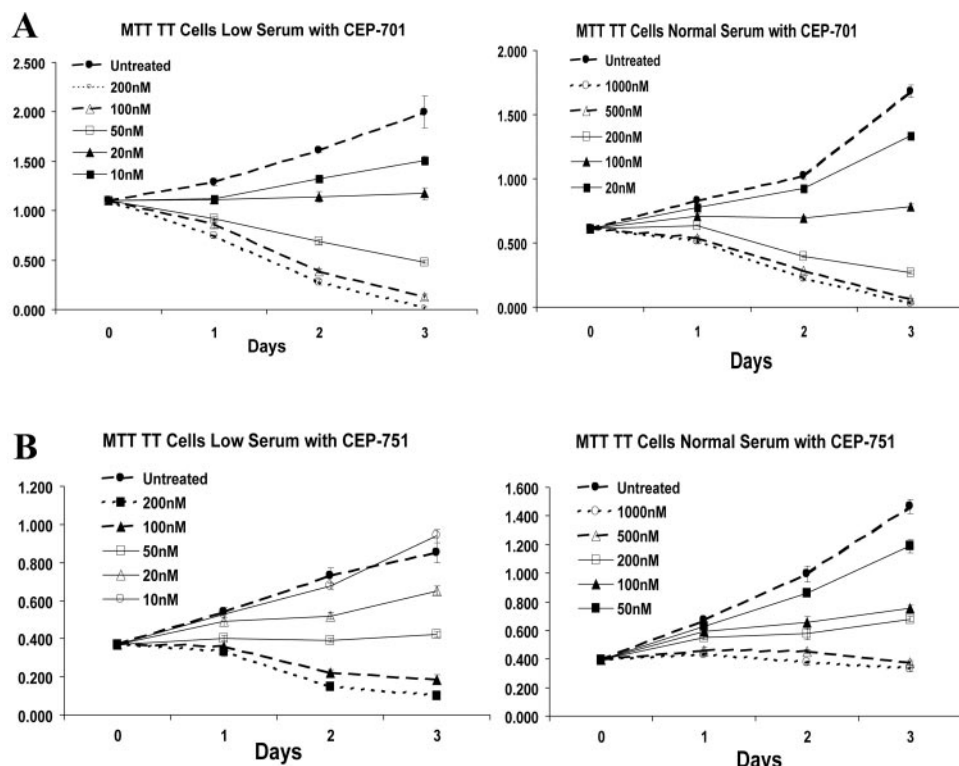 A
MTT TT Cells Low Serum with CEP-701
2.500
2.000
1.500
1.000
0.500
0.000
Untreated
200nM
100nM
50nM
20nM
10nM
0 1 2 3
Days
MTT TT Cells Normal Serum with CEP-701
2.000
1.500
1.000
0.500
0.000
Untreated
1000nM
500nM
200nM
100nM
20nM
0 1 2 3
Days
B
MTT TT Cells Low Serum with CEP-751
1.200
1.000
0.800
0.600
0.400
0.200
0.000
Untreated
200nM
100nM
50nM
20nM
10nM
0 1 2 3
Days
MTT TT Cells Normal Serum with CEP-751
1.600
1.400
1.200
1.000
0.800
0.600
0.400
0.200
0.000
Untreated
1000nM
500nM
200nM
100nM
50nM
0 1 2 3
Days